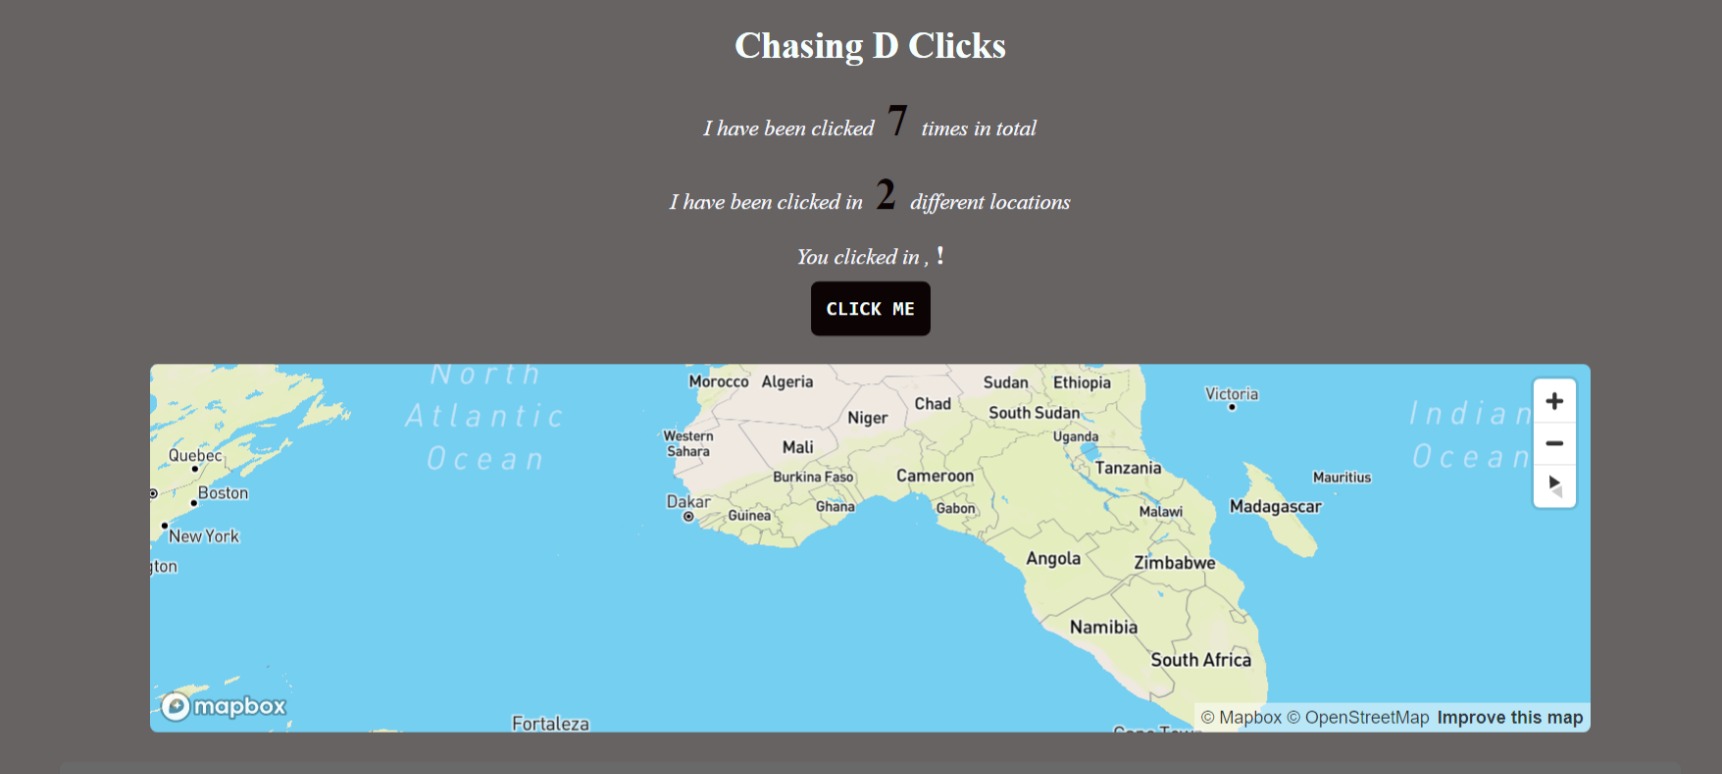 Chasing D Clicks
I have been clicked 7 times in total
I have been clicked in 2 different locations
You clicked in , !
CLICK ME
North
Atlantic
Ocean
Morocco
Algeria
Sudan
Ethiopia
Victoria
Indian
Ocean
Niger
Chad
South Sudan
Western
Sahara
Mali
Uganda
Quebec
Burkina Faso
Cameroon
Tanzania
Mauritius
Boston
Dakar
Guinea
Ghana
Gabon
Malawi
Madagascar
New York
gton
Angola
Zimbabwe
Namibia
South Africa
mapbox
Fortaleza
Cape Town
© Mapbox © OpenStreetMap Improve this map